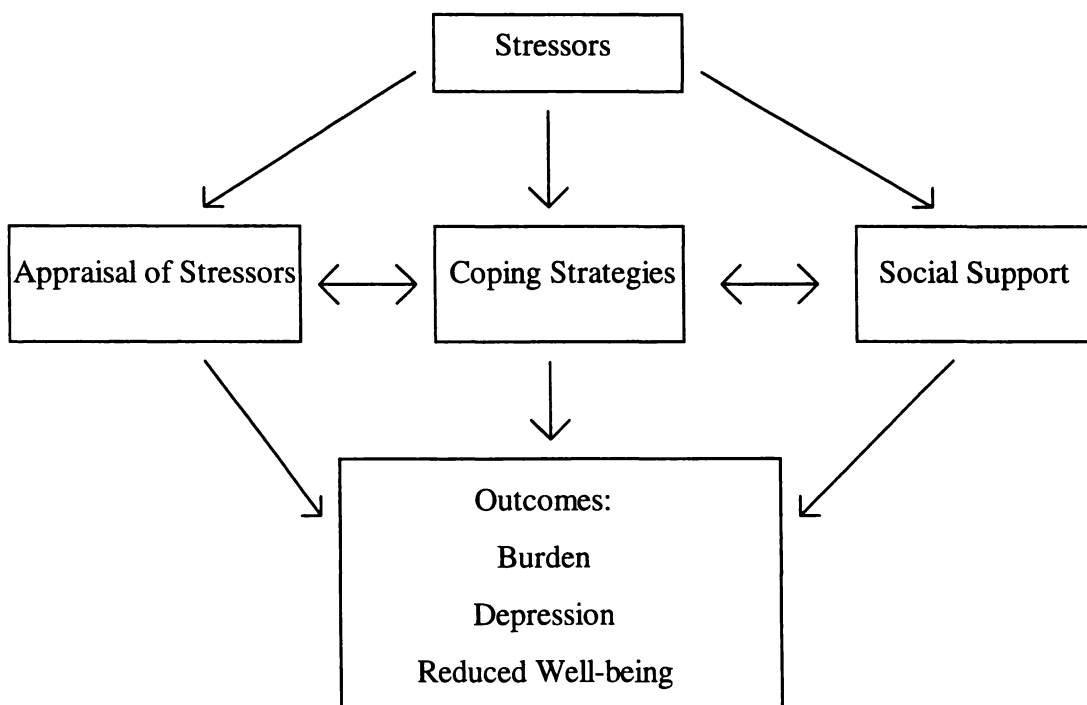 Stressors
Appraisal of Stressors
Coping Strategies
Social Support
Outcomes:
Burden
Depression
Reduced Well-being